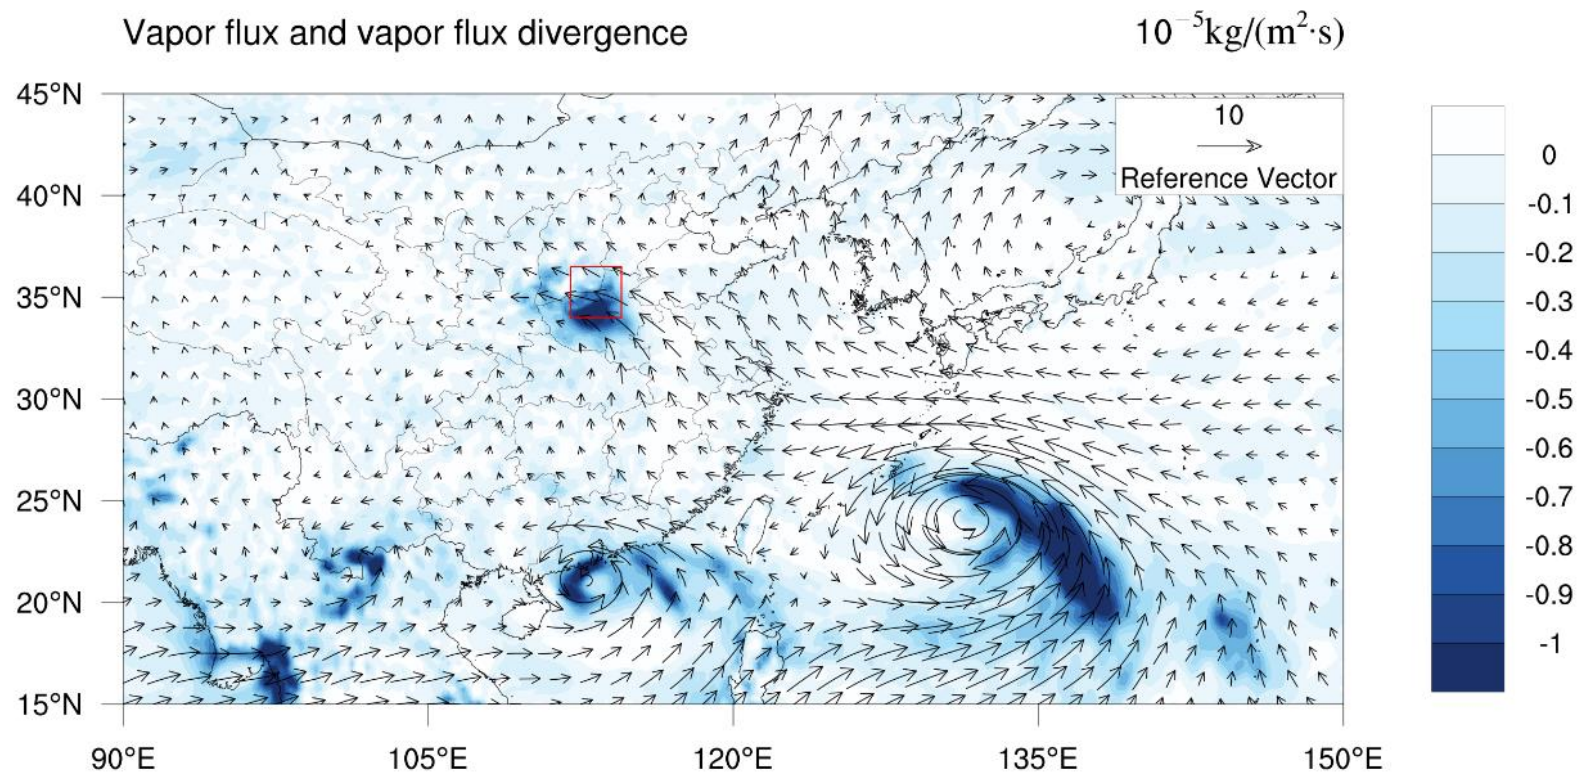 Vapor flux and vapor flux divergence
10⁻⁵kg/(m²·s)
45°N
40°N
35°N
30°N
25°N
20°N
15°N
10
Reference Vector
90°E
105°E
120°E
135°E
150°E
0
-0.1
-0.2
-0.3
-0.4
-0.5
-0.6
-0.7
-0.8
-0.9
-1